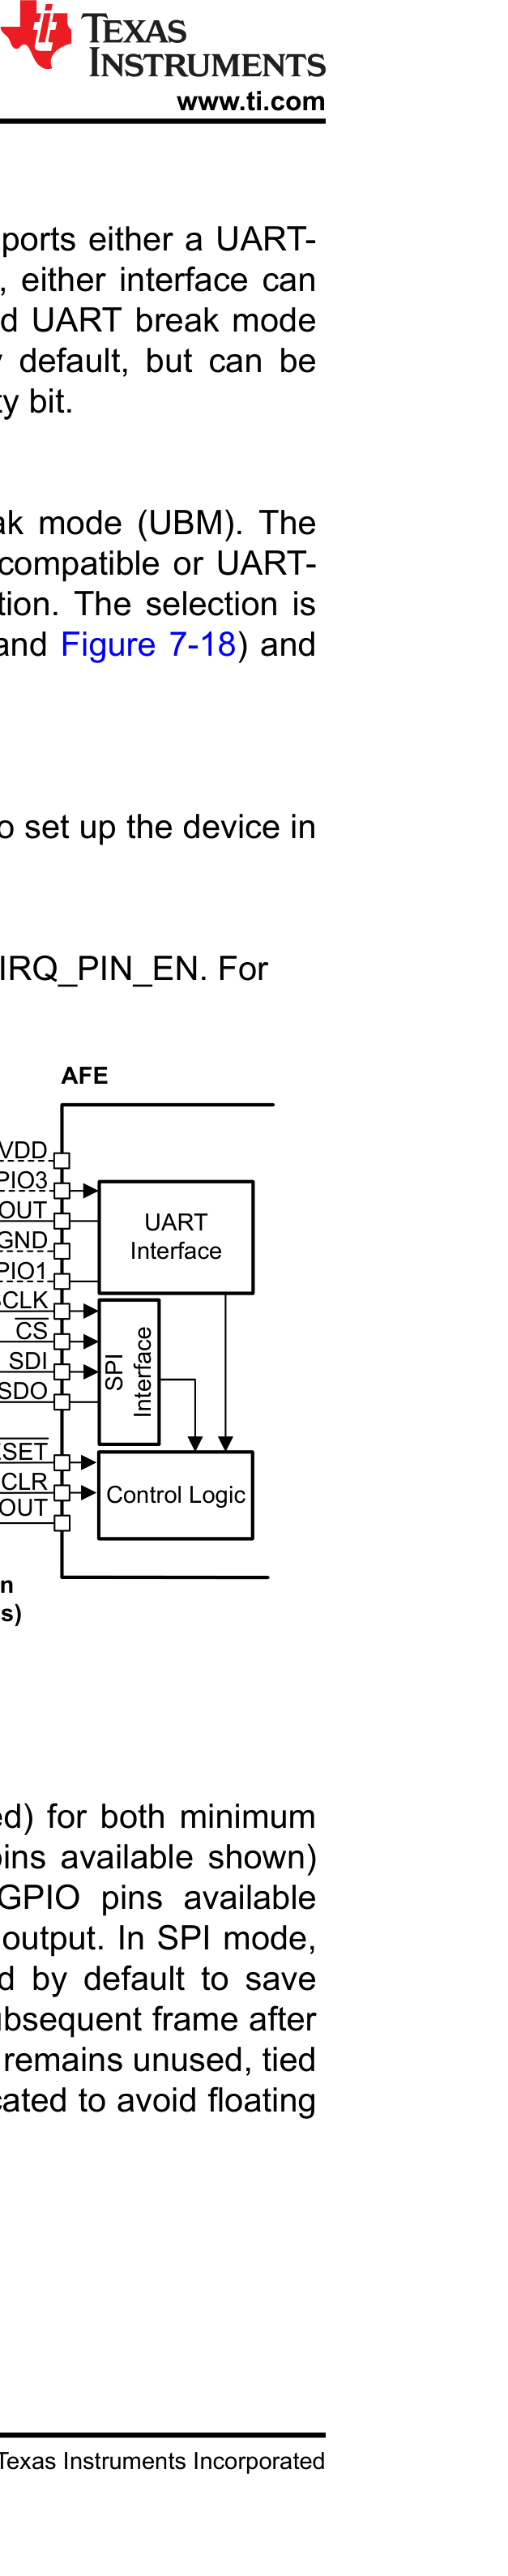 TEXAS
INSTRUMENTS
www.ti.com
ports either a UART-
, either interface can
d UART break mode
default, but can be
ty bit.
ak mode (UBM). The
compatible or UART-
tion. The selection is
and Figure 7-18) and
o set up the device in
IRQ_PIN_EN. For
AFE
VDD
PIO3
OUT
GND
PIO1
CLK
CS
SDI
SDO
UART
Interface
SPI
Interface
ESET
CLR
OUT
Control Logic
n
s)
ed) for both minimum
pins available shown)
GPIO pins available
output. In SPI mode,
d by default to save
ubsequent frame after
remains unused, tied
cated to avoid floating
Texas Instruments Incorporated